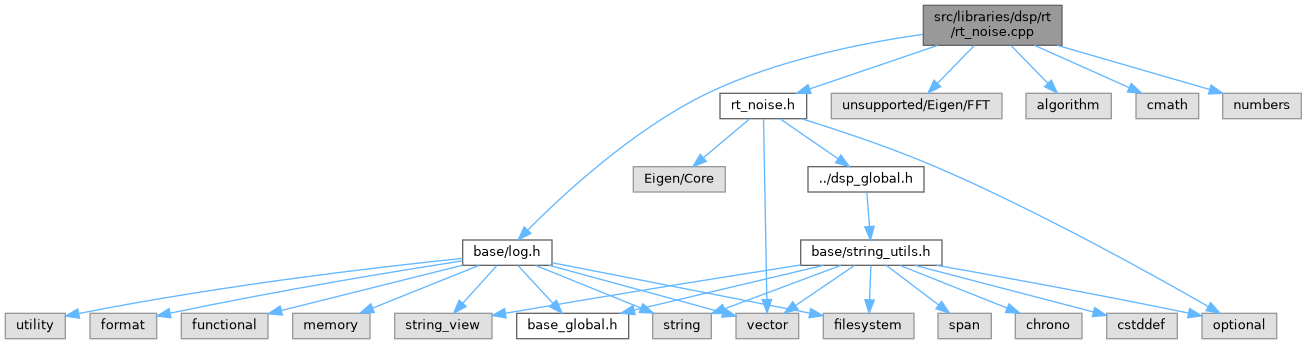 src/libraries/dsp/rt
/rt_noise.cpp
rt_noise.h
unsupported/Eigen/FFT
algorithm
cmath
numbers
Eigen/Core
../dsp_global.h
base/log.h
base/string_utils.h
utility
format
functional
memory
string_view
base_global.h
string
vector
filesystem
span
chrono
cstddef
optional